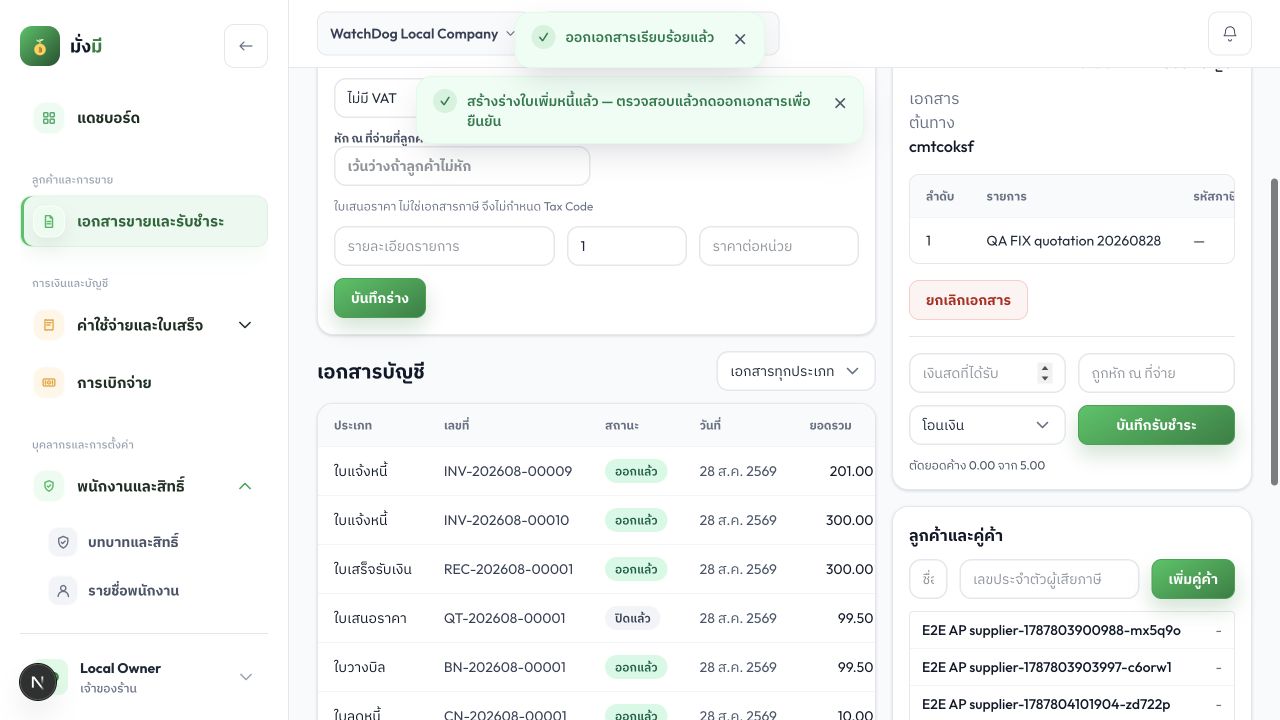 มั่งมี
แดชบอร์ด
ลูกค้าและการขาย
เอกสารขายและรับชำระ
การเงินและบัญชี
ค่าใช้จ่ายและใบเสร็จ
การเบิกจ่าย
บุคลากรและการตั้งค่า
พนักงานและสิทธิ์
บทบาทและสิทธิ์
รายชื่อพนักงาน
N
Local Owner
เจ้าของร้าน
WatchDog Local Company
ออกเอกสารเรียบร้อยแล้ว
สร้างร่างใบเพิ่มหนี้แล้ว — ตรวจสอบแล้วกดออกเอกสารเพื่อ
ยืนยัน
ไม่มี VAT
หัก ณ ที่จ่ายที่ลูกค้
เว้นว่างถ้าลูกค้าไม่หัก
ใบเสนอราคา ไม่ใช่เอกสารภาษี จึงไม่กำหนด Tax Code
รายละเอียดรายการ
1
ราคาต่อหน่วย
บันทึกร่าง
เอกสารบัญชี
เอกสารทุกประเภท
ประเภท เลขที่ สถานะ วันที่ ยอดรวม
ใบแจ้งหนี้ INV-202608-00009 ออกแล้ว 28 ส.ค. 2569 201.00
ใบแจ้งหนี้ INV-202608-00010 ออกแล้ว 28 ส.ค. 2569 300.00
ใบเสร็จรับเงิน REC-202608-00001 ออกแล้ว 28 ส.ค. 2569 300.00
ใบเสนอราคา QT-202608-00001 ปิดแล้ว 28 ส.ค. 2569 99.50
ใบวางบิล BN-202608-00001 ออกแล้ว 28 ส.ค. 2569 99.50
ใบลดหนี้ CN-202608-00001 ออกแล้ว 28 ส.ค. 2569 10.00
เอกสาร
ต้นทาง
cmtcoksf
ลำดับ รายการ รหัสภาษี
1 QA FIX quotation 20260828 —
ยกเลิกเอกสาร
เงินสดที่ได้รับ
ถูกหัก ณ ที่จ่าย
โอนเงิน
บันทึกรับชำระ
ตัดยอดค้าง 0.00 จาก 5.00
ลูกค้าและคู่ค้า
ชื่อ
เลขประจำตัวผู้เสียภาษี
เพิ่มคู่ค้า
E2E AP supplier-1787803900988-mx5q9o -
E2E AP supplier-1787803903997-c6orw1 -
E2E AP supplier-1787804101904-zd722p -